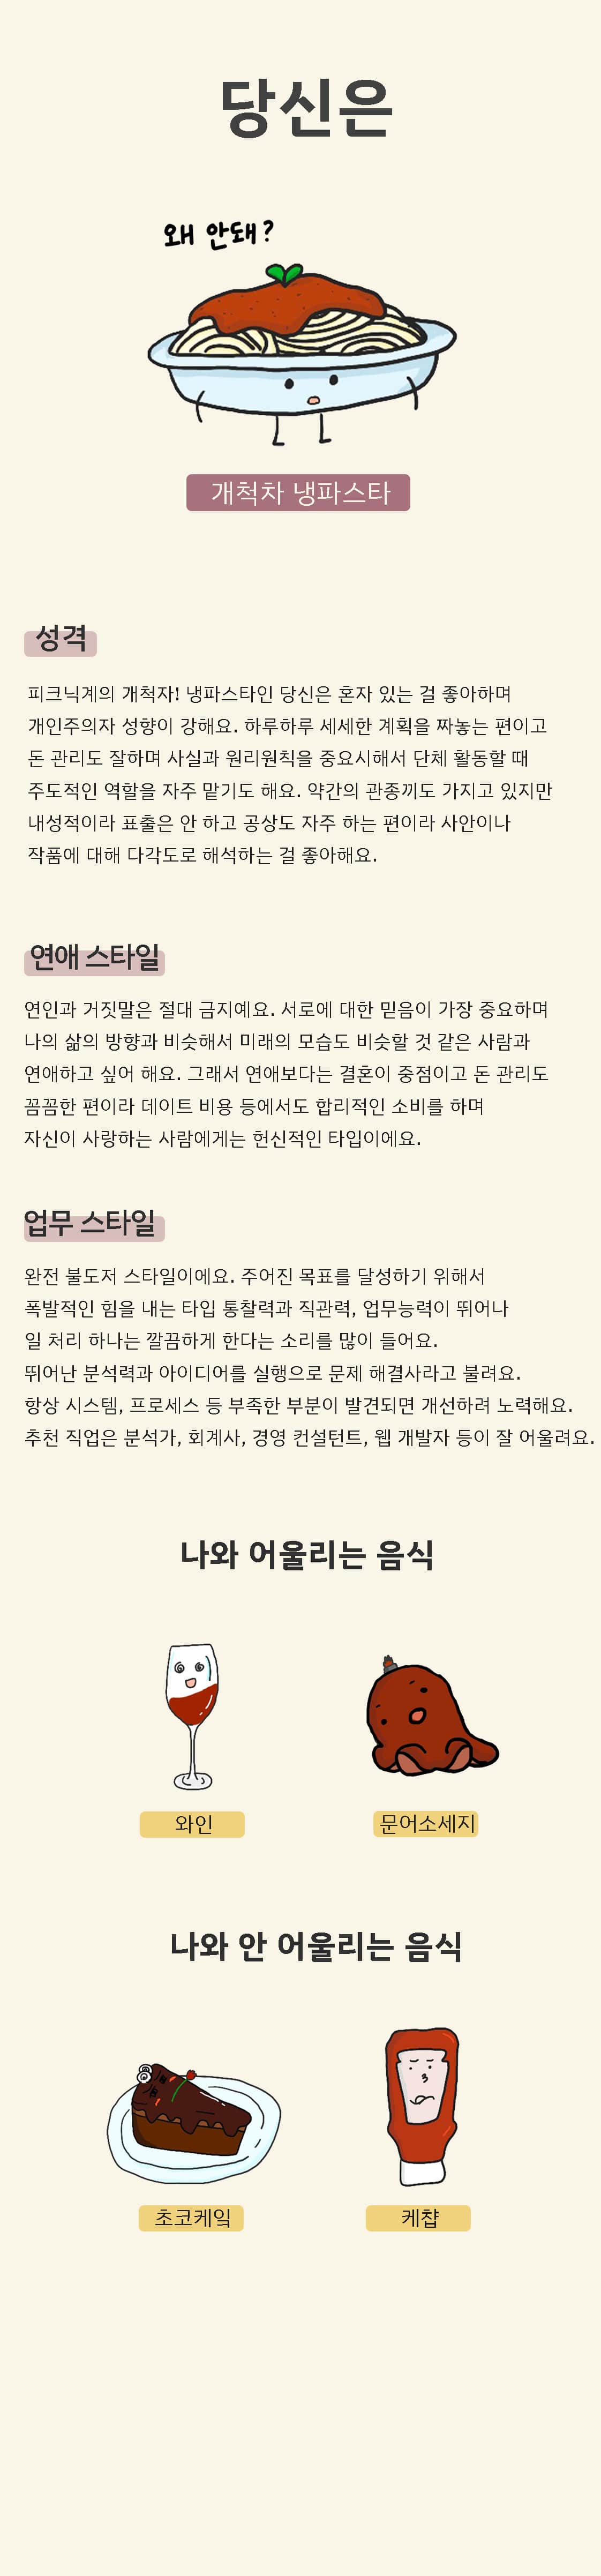 당신은
왜 안돼?
개척차 냉파스타
성격
피크닉계의 개척자! 냉파스타인 당신은 혼자 있는 걸 좋아하며
개인주의자 성향이 강해요. 하루하루 세세한 계획을 짜놓는 편이고
돈 관리도 잘하며 사실과 원리원칙을 중요시해서 단체 활동할 때
주도적인 역할을 자주 맡기도 해요. 약간의 관종끼도 가지고 있지만
내성적이라 표출은 안 하고 공상도 자주 하는 편이라 사안이나
작품에 대해 다각도로 해석하는 걸 좋아해요.
연애 스타일
연인과 거짓말은 절대 금지예요. 서로에 대한 믿음이 가장 중요하며
나의 삶의 방향과 비슷해서 미래의 모습도 비슷할 것 같은 사람과
연애하고 싶어 해요. 그래서 연애보다는 결혼이 중점이고 돈 관리도
꼼꼼한 편이라 데이트 비용 등에서도 합리적인 소비를 하며
자신이 사랑하는 사람에게는 헌신적인 타입이에요.
업무 스타일
완전 불도저 스타일이에요. 주어진 목표를 달성하기 위해서
폭발적인 힘을 내는 타입 통찰력과 직관력, 업무능력이 뛰어나
일 처리 하나는 깔끔하게 한다는 소리를 많이 들어요.
뛰어난 분석력과 아이디어를 실행으로 문제 해결사라고 불려요.
항상 시스템, 프로세스 등 부족한 부분이 발견되면 개선하려 노력해요.
추천 직업은 분석가, 회계사, 경영 컨설턴트, 웹 개발자 등이 잘 어울려요.
나와 어울리는 음식
와인
문어소세지
나와 안 어울리는 음식
초코케잌
케챱